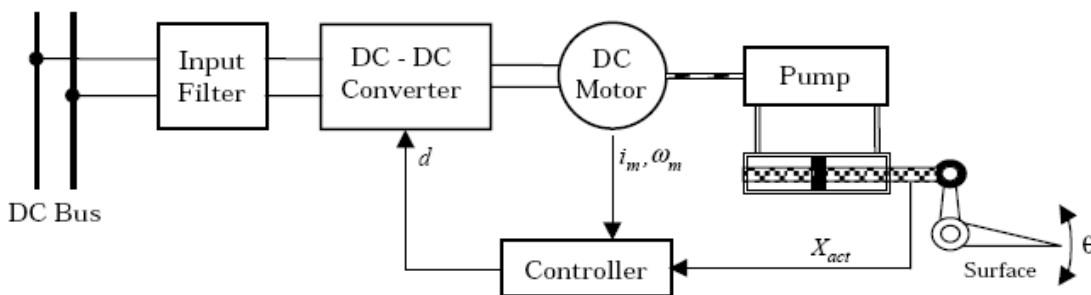 Input
Filter
DC - DC
Converter
DC
Motor
Pump
d
i_m, ω_m
DC Bus
Controller
X_act
Surface
θ